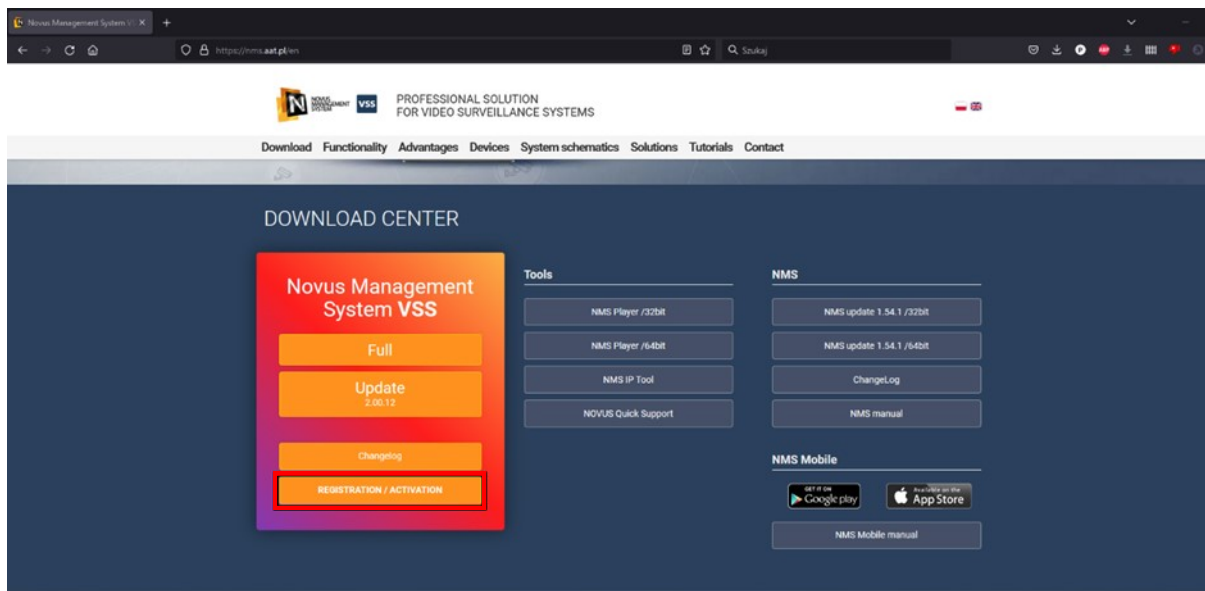 Novus Management System V
https://nms.aat.pl/en
Szukaj
NOVUS
MANAGEMENT
SYSTEM
VSS
PROFESSIONAL SOLUTION
FOR VIDEO SURVEILLANCE SYSTEMS
Download Functionality Advantages Devices System schematics Solutions Tutorials Contact
DOWNLOAD CENTER
Novus Management
System VSS
Full
Update
2.00.12
Changelog
REGISTRATION / ACTIVATION
Tools
NMS Player /32bit
NMS Player /64bit
NMS IP Tool
NOVUS Quick Support
NMS
NMS update 1.54.1 /32bit
NMS update 1.54.1 /64bit
ChangeLog
NMS manual
NMS Mobile
GET IT ON
Google play
Available on the
App Store
NMS Mobile manual